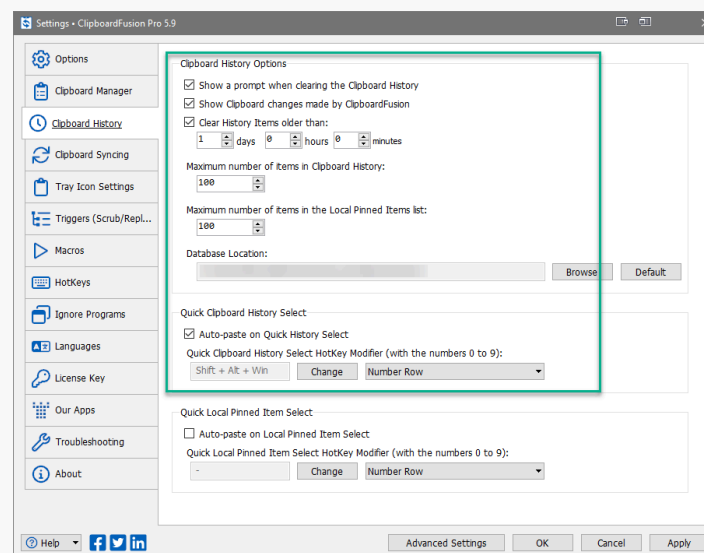 Settings • ClipboardFusion Pro 5.9
Options
Clipboard Manager
Clipboard History
Clipboard Syncing
Tray Icon Settings
Triggers (Scrub/Repl...
Macros
HotKeys
Ignore Programs
Languages
License Key
Our Apps
Troubleshooting
About
Clipboard History Options
Show a prompt when clearing the Clipboard History
Show Clipboard changes made by ClipboardFusion
Clear History Items older than:
1 days 0 hours 0 minutes
Maximum number of items in Clipboard History:
100
Maximum number of items in the Local Pinned Items list:
100
Database Location:
Browse Default
Quick Clipboard History Select
Auto-paste on Quick History Select
Quick Clipboard History Select HotKey Modifier (with the numbers 0 to 9):
Shift + Alt + Win Change Number Row
Quick Local Pinned Item Select
Auto-paste on Local Pinned Item Select
Quick Local Pinned Item Select HotKey Modifier (with the numbers 0 to 9):
- Change Number Row
Help Advanced Settings OK Cancel Apply